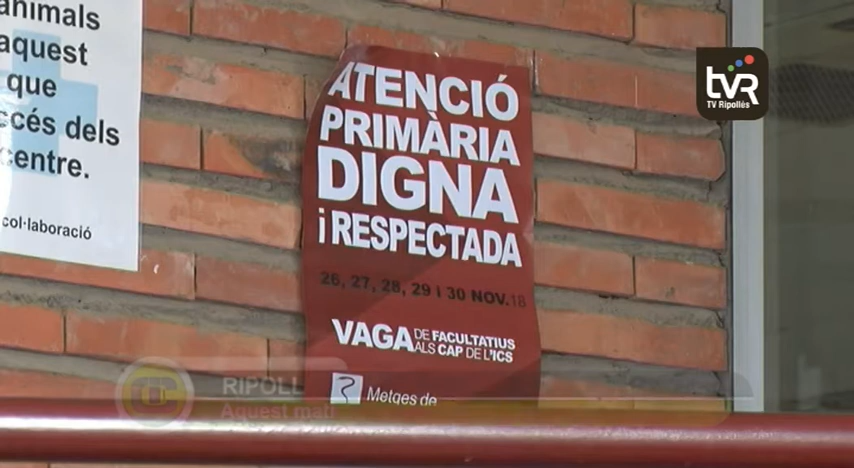 animals
aquest
que
ccés dels
centre.
col·laboració
ATENCIÓ
PRIMÀRIA
DIGNA
i RESPECTADA
26, 27, 28, 29 i 30 NOV.18
VAGA DE FACULTATIUS
ALS CAP DE L'ICS
Metges de
tvR
TV Ripollès
RIPOLL
Aquest matí